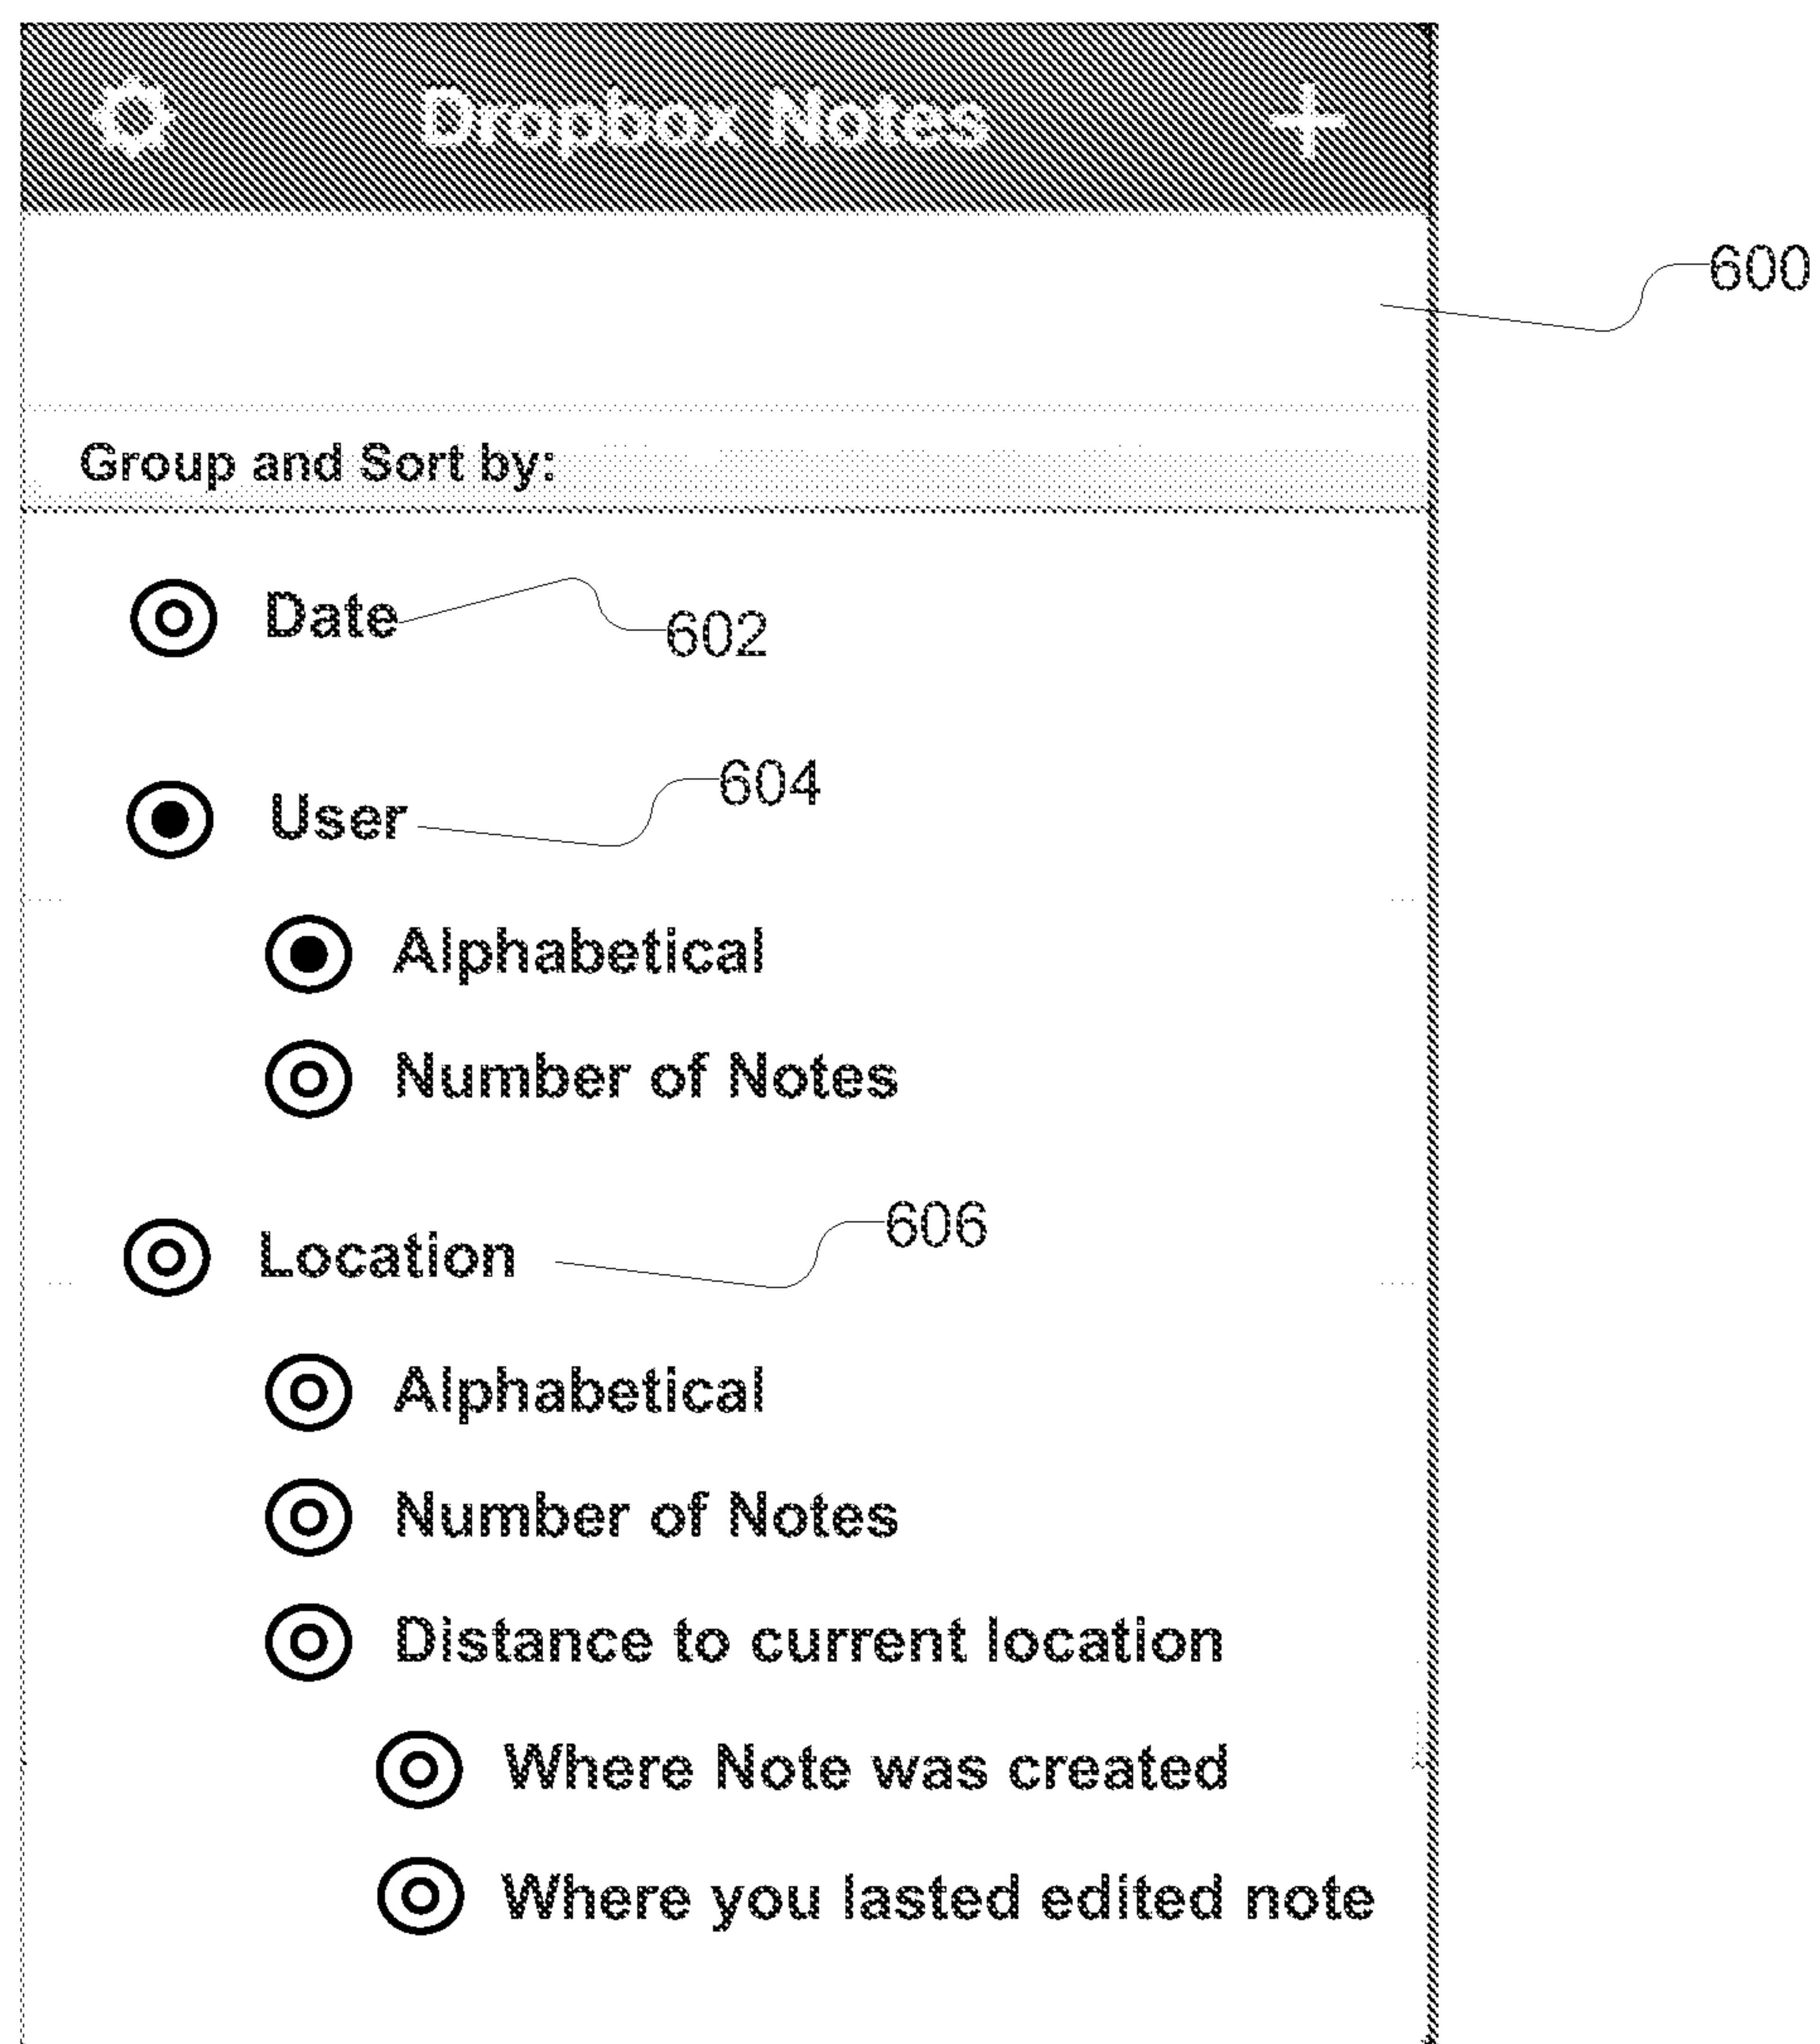 Dropbox Notes
600
Group and Sort by:
Date
602
604
User
Alphabetical
Number of Notes
606
Location
Alphabetical
Number of Notes
Distance to current location
Where Note was created
Where you lasted edited note